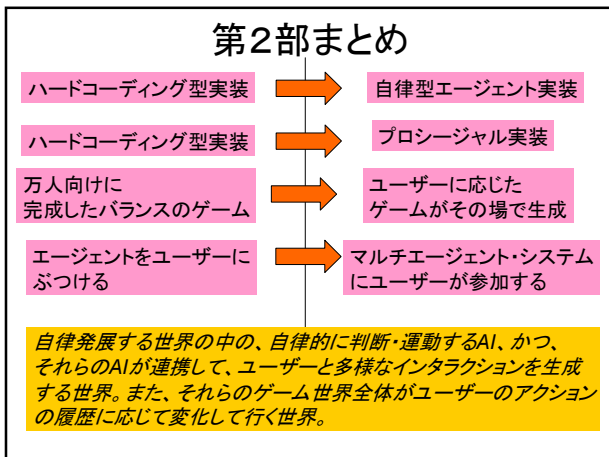 第２部まとめ
ハードコーディング型実装
自律型エージェント実装
ハードコーディング型実装
プロシージャル実装
万人向けに
完成したバランスのゲーム
ユーザーに応じた
ゲームがその場で生成
エージェントをユーザーに
ぶつける
マルチエージェント・システム
にユーザーが参加する
自律発展する世界の中の、自律的に判断・運動するAI、かつ、
それらのAIが連携して、ユーザーと多様なインタラクションを生成
する世界。また、それらのゲーム世界全体がユーザーのアクション
の履歴に応じて変化して行く世界。